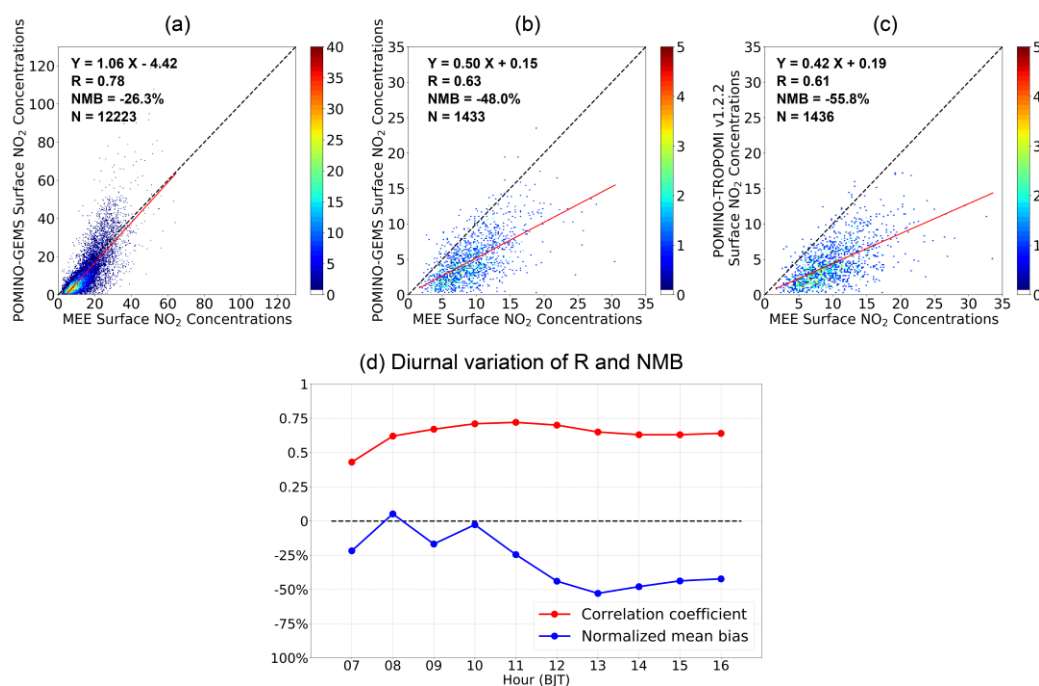 (a)
Y = 1.06 X - 4.42
R = 0.78
NMB = -26.3%
N = 12223
POMINO-GEMS Surface NO2 Concentrations
120
100
80
60
40
20
0
0 20 40 60 80 100 120
MEE Surface NO2 Concentrations
40
35
30
25
20
15
10
5
0
(b)
Y = 0.50 X + 0.15
R = 0.63
NMB = -48.0%
N = 1433
POMINO-GEMS Surface NO2 Concentrations
35
30
25
20
15
10
5
0
0 5 10 15 20 25 30 35
MEE Surface NO2 Concentrations
5
4
3
2
1
0
(c)
Y = 0.42 X + 0.19
R = 0.61
NMB = -55.8%
N = 1436
POMINO-TROPOMI v1.2.2
Surface NO2 Concentrations
35
30
25
20
15
10
5
0
0 5 10 15 20 25 30 35
MEE Surface NO2 Concentrations
5
4
3
2
1
0
(d) Diurnal variation of R and NMB
1
0.75
0.5
0.25
0
-25%
-50%
-75%
100%
Correlation coefficient
Normalized mean bias
07 08 09 10 11 12 13 14 15 16
Hour (BJT)